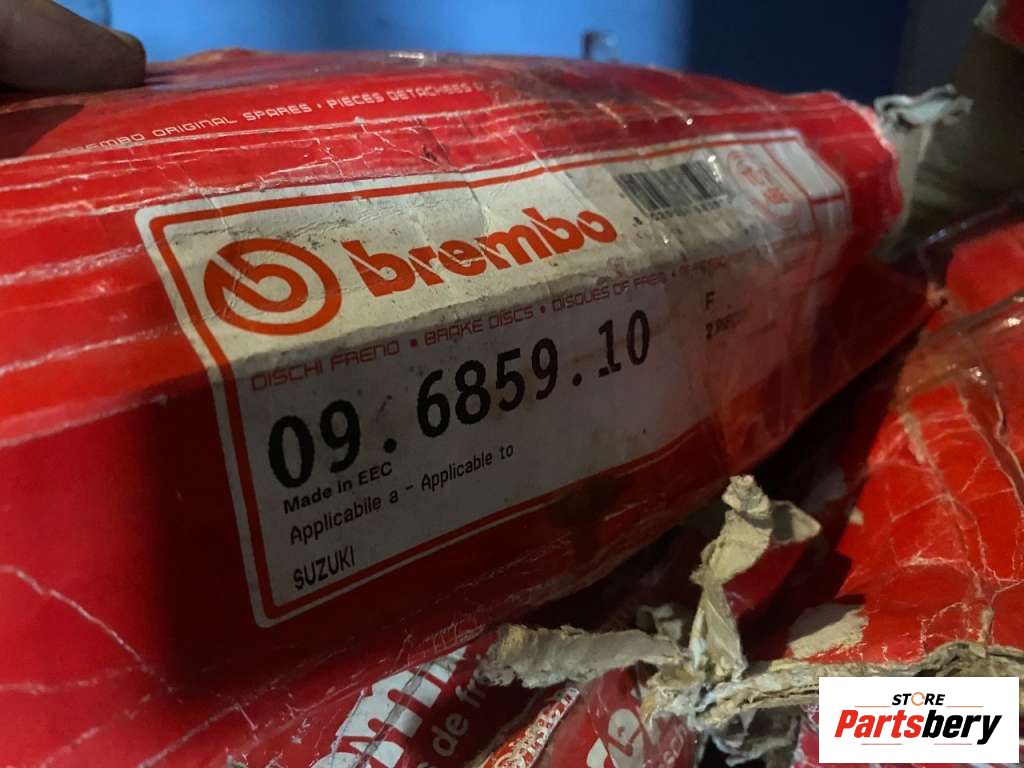 BREMBO ORIGINAL SPARES • PIECES DETACHEES
brembo
DISCHI FRENO • BRAKE DISCS • DISQUES OF FREIN
09.6859.10
F
Made in EEC
Applicabile a - Applicable to
SUZUKI
de
STORE
Partsbery